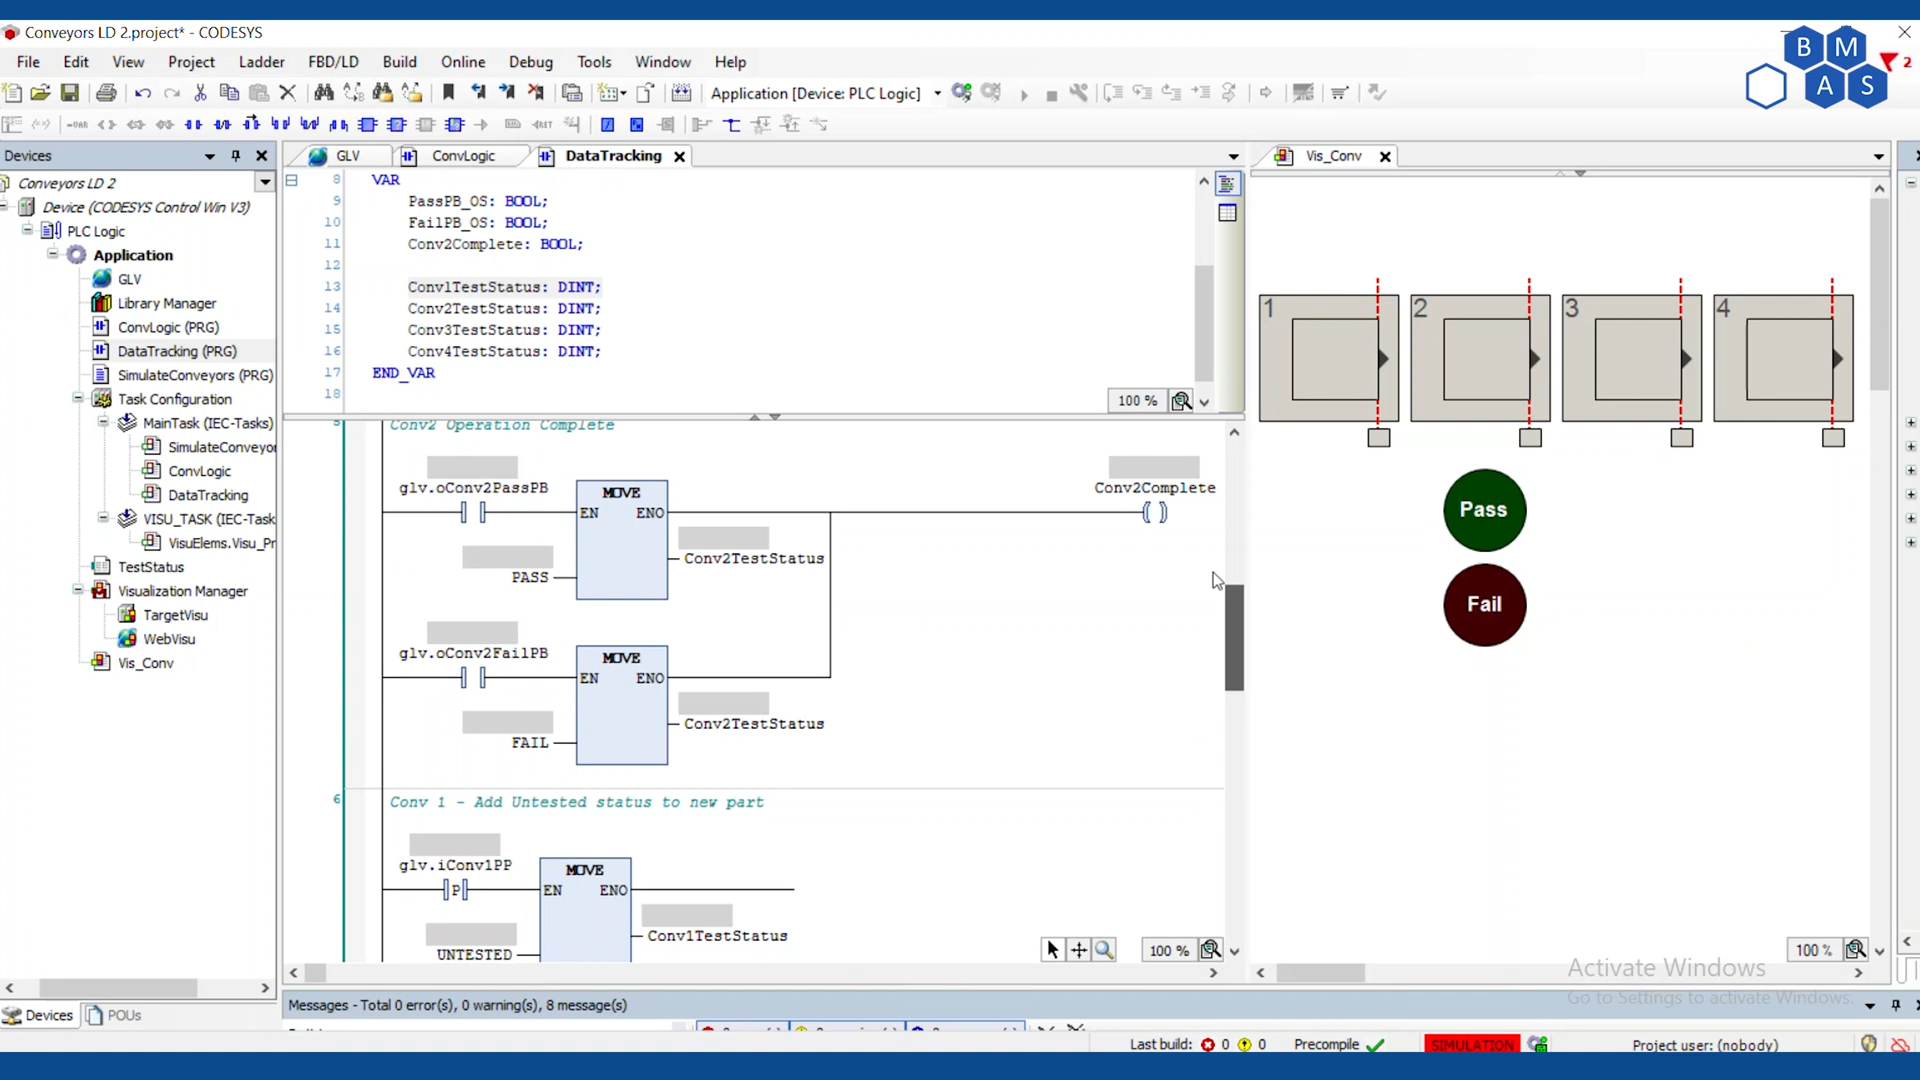 Conveyors LD 2.project* - CODESYS
B M
A S
File Edit View Project Ladder FBD/LD Build Online Debug Tools Window Help
2
Application [Device: PLC Logic]
Devices
GLV
ConvLogic
DataTracking
Vis_Conv
Conveyors LD 2
Device (CODESYS Control Win V3)
PLC Logic
Application
GLV
Library Manager
ConvLogic (PRG)
DataTracking (PRG)
SimulateConveyors (PRG)
Task Configuration
MainTask (IEC-Tasks)
SimulateConveyor
ConvLogic
DataTracking
VISU_TASK (IEC-Task
VisuElems.Visu_Pr
TestStatus
Visualization Manager
TargetVisu
WebVisu
Vis_Conv
8 VAR
9 PassPB_OS: BOOL;
10 FailPB_OS: BOOL;
11 Conv2Complete: BOOL;
12
13 Conv1TestStatus: DINT;
14 Conv2TestStatus: DINT;
15 Conv3TestStatus: DINT;
16 Conv4TestStatus: DINT;
17 END_VAR
18
100 %
5 Conv2 Operation Complete
glv.oConv2PassPB
MOVE
EN ENO
Conv2Complete
PASS
Conv2TestStatus
glv.oConv2FailPB
MOVE
EN ENO
FAIL
Conv2TestStatus
6 Conv 1 - Add Untested status to new part
glv.iConv1PP
P
MOVE
EN ENO
UNTESTED
Conv1TestStatus
100 %
1 2 3 4
Pass
Fail
100 %
Activate Windows
Go to Settings to activate Windows.
Devices POUs
Messages - Total 0 error(s), 0 warning(s), 8 message(s)
Last build: 0 0 Precompile SIMULATION Project user: (nobody)